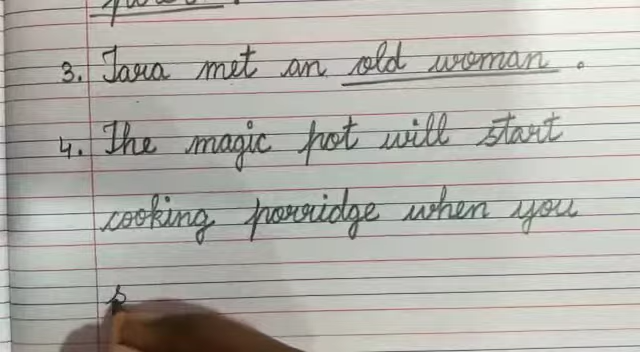 3. Tara met an old woman .
4. The magic pot will start
cooking porridge when you
s